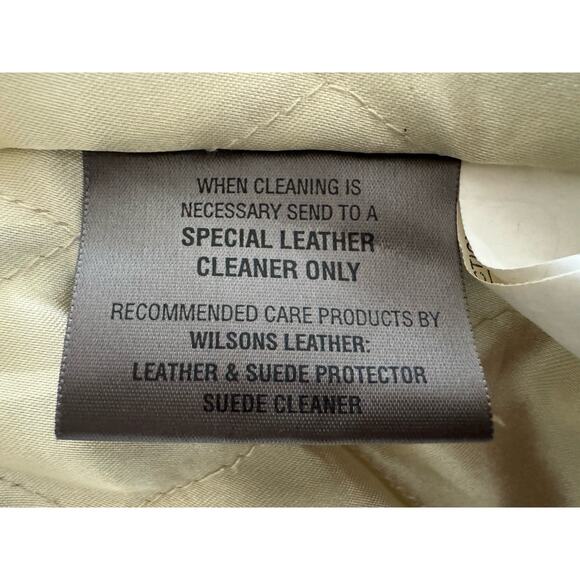 WHEN CLEANING IS
NECESSARY SEND TO A
SPECIAL LEATHER
CLEANER ONLY
RECOMMENDED CARE PRODUCTS BY
WILSONS LEATHER:
LEATHER & SUEDE PROTECTOR
SUEDE CLEANER